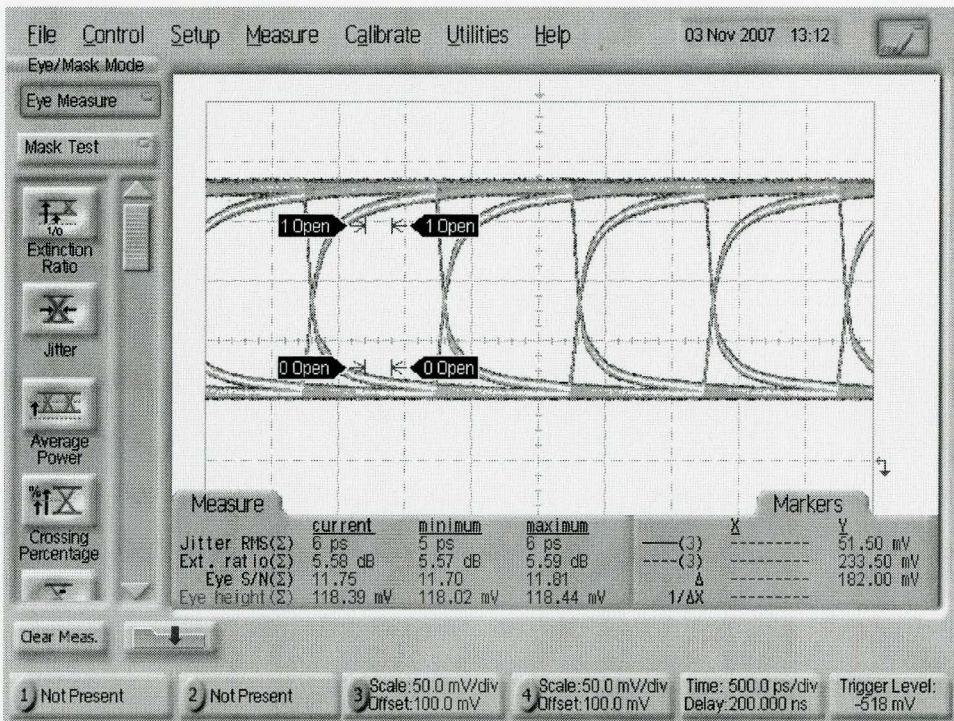 File Control Setup Measure Calibrate Utilities Help 03 Nov 2007 13:12
Eye/Mask Mode
Eye Measure
Mask Test
1/0
Extinction
Ratio
Jitter
Average
Power
%
Crossing
Percentage
1 Open 1 Open
0 Open 0 Open
Measure
current minimum maximum
Jitter RMS(Σ) 6 ps 5 ps 6 ps
Ext. ratio(Σ) 5.58 dB 5.57 dB 5.59 dB
Eye S/N(Σ) 11.75 11.70 11.81
Eye height(Σ) 118.39 mV 118.02 mV 118.44 mV
Markers
X Y
——(3) --------- 51.50 mV
----(3) --------- 233.50 mV
Δ --------- 182.00 mV
1/ΔX ---------
Clear Meas.
1) Not Present
2) Not Present
3) Scale:50.0 mV/div
Offset:100.0 mV
4) Scale:50.0 mV/div
Offset:100.0 mV
Time: 500.0 ps/div
Delay:200.000 ns
Trigger Level:
-518 mV